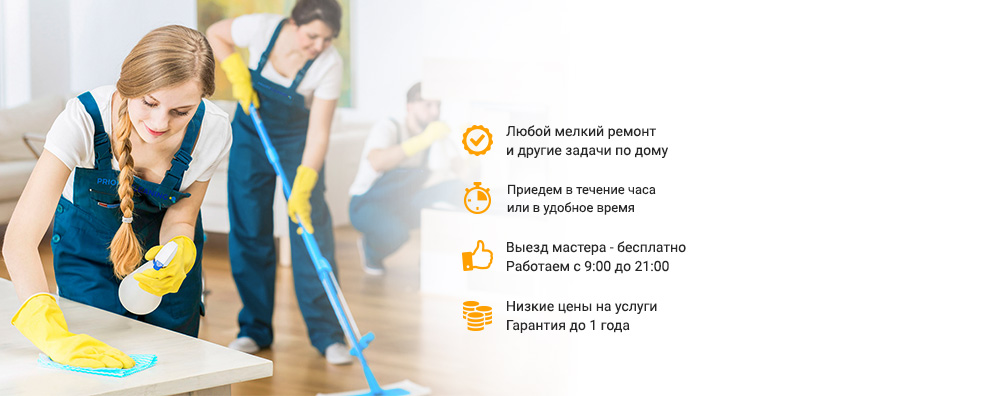 Любой мелкий ремонт
и другие задачи по дому
Приедем в течение часа
или в удобное время
Выезд мастера - бесплатно
Работаем с 9:00 до 21:00
Низкие цены на услуги
Гарантия до 1 года